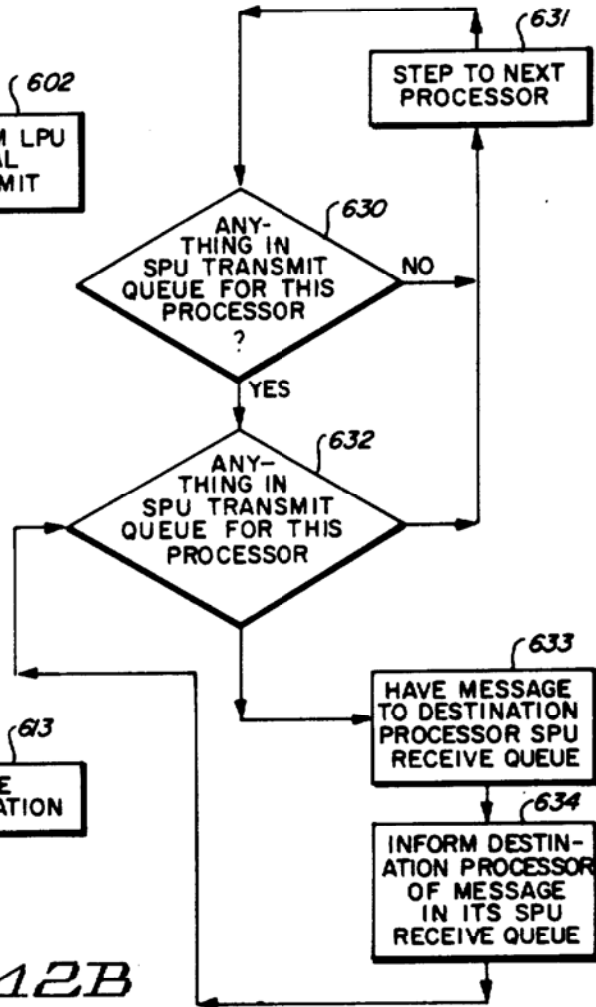 631
STEP TO NEXT
PROCESSOR
602
M LPU
AL
MIT
630
ANY-
THING IN
SPU TRANSMIT
QUEUE FOR THIS
PROCESSOR
?
NO
YES
632
ANY-
THING IN
SPU TRANSMIT
QUEUE FOR THIS
PROCESSOR
633
HAVE MESSAGE
TO DESTINATION
PROCESSOR SPU
RECEIVE QUEUE
613
E
ATION
634
INFORM DESTIN-
ATION PROCESSOR
OF MESSAGE
IN ITS SPU
RECEIVE QUEUE
12B